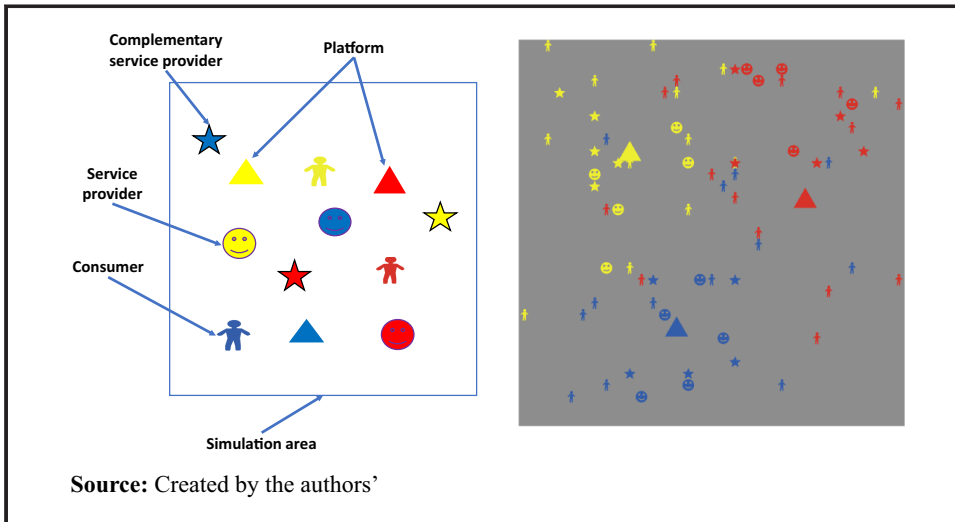 Complementary
service provider
Platform
Service
provider
Consumer
Simulation area
Source: Created by the authors’